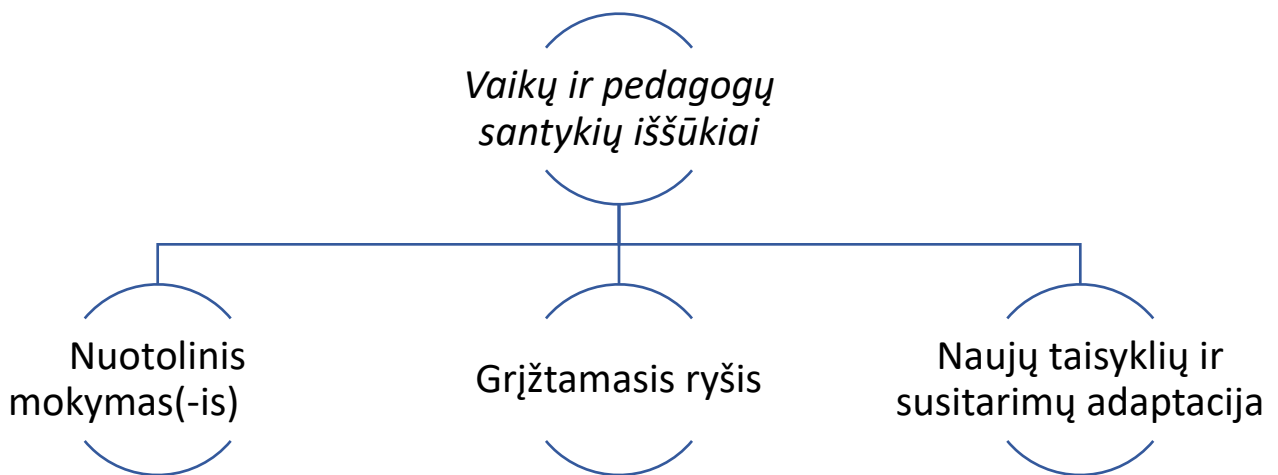 Vaikų ir pedagogų
santykių iššūkiai
Nuotolinis
mokymas(-is)
Grįžtamasis ryšis
Naujų taisyklių ir
susitarimų adaptacija